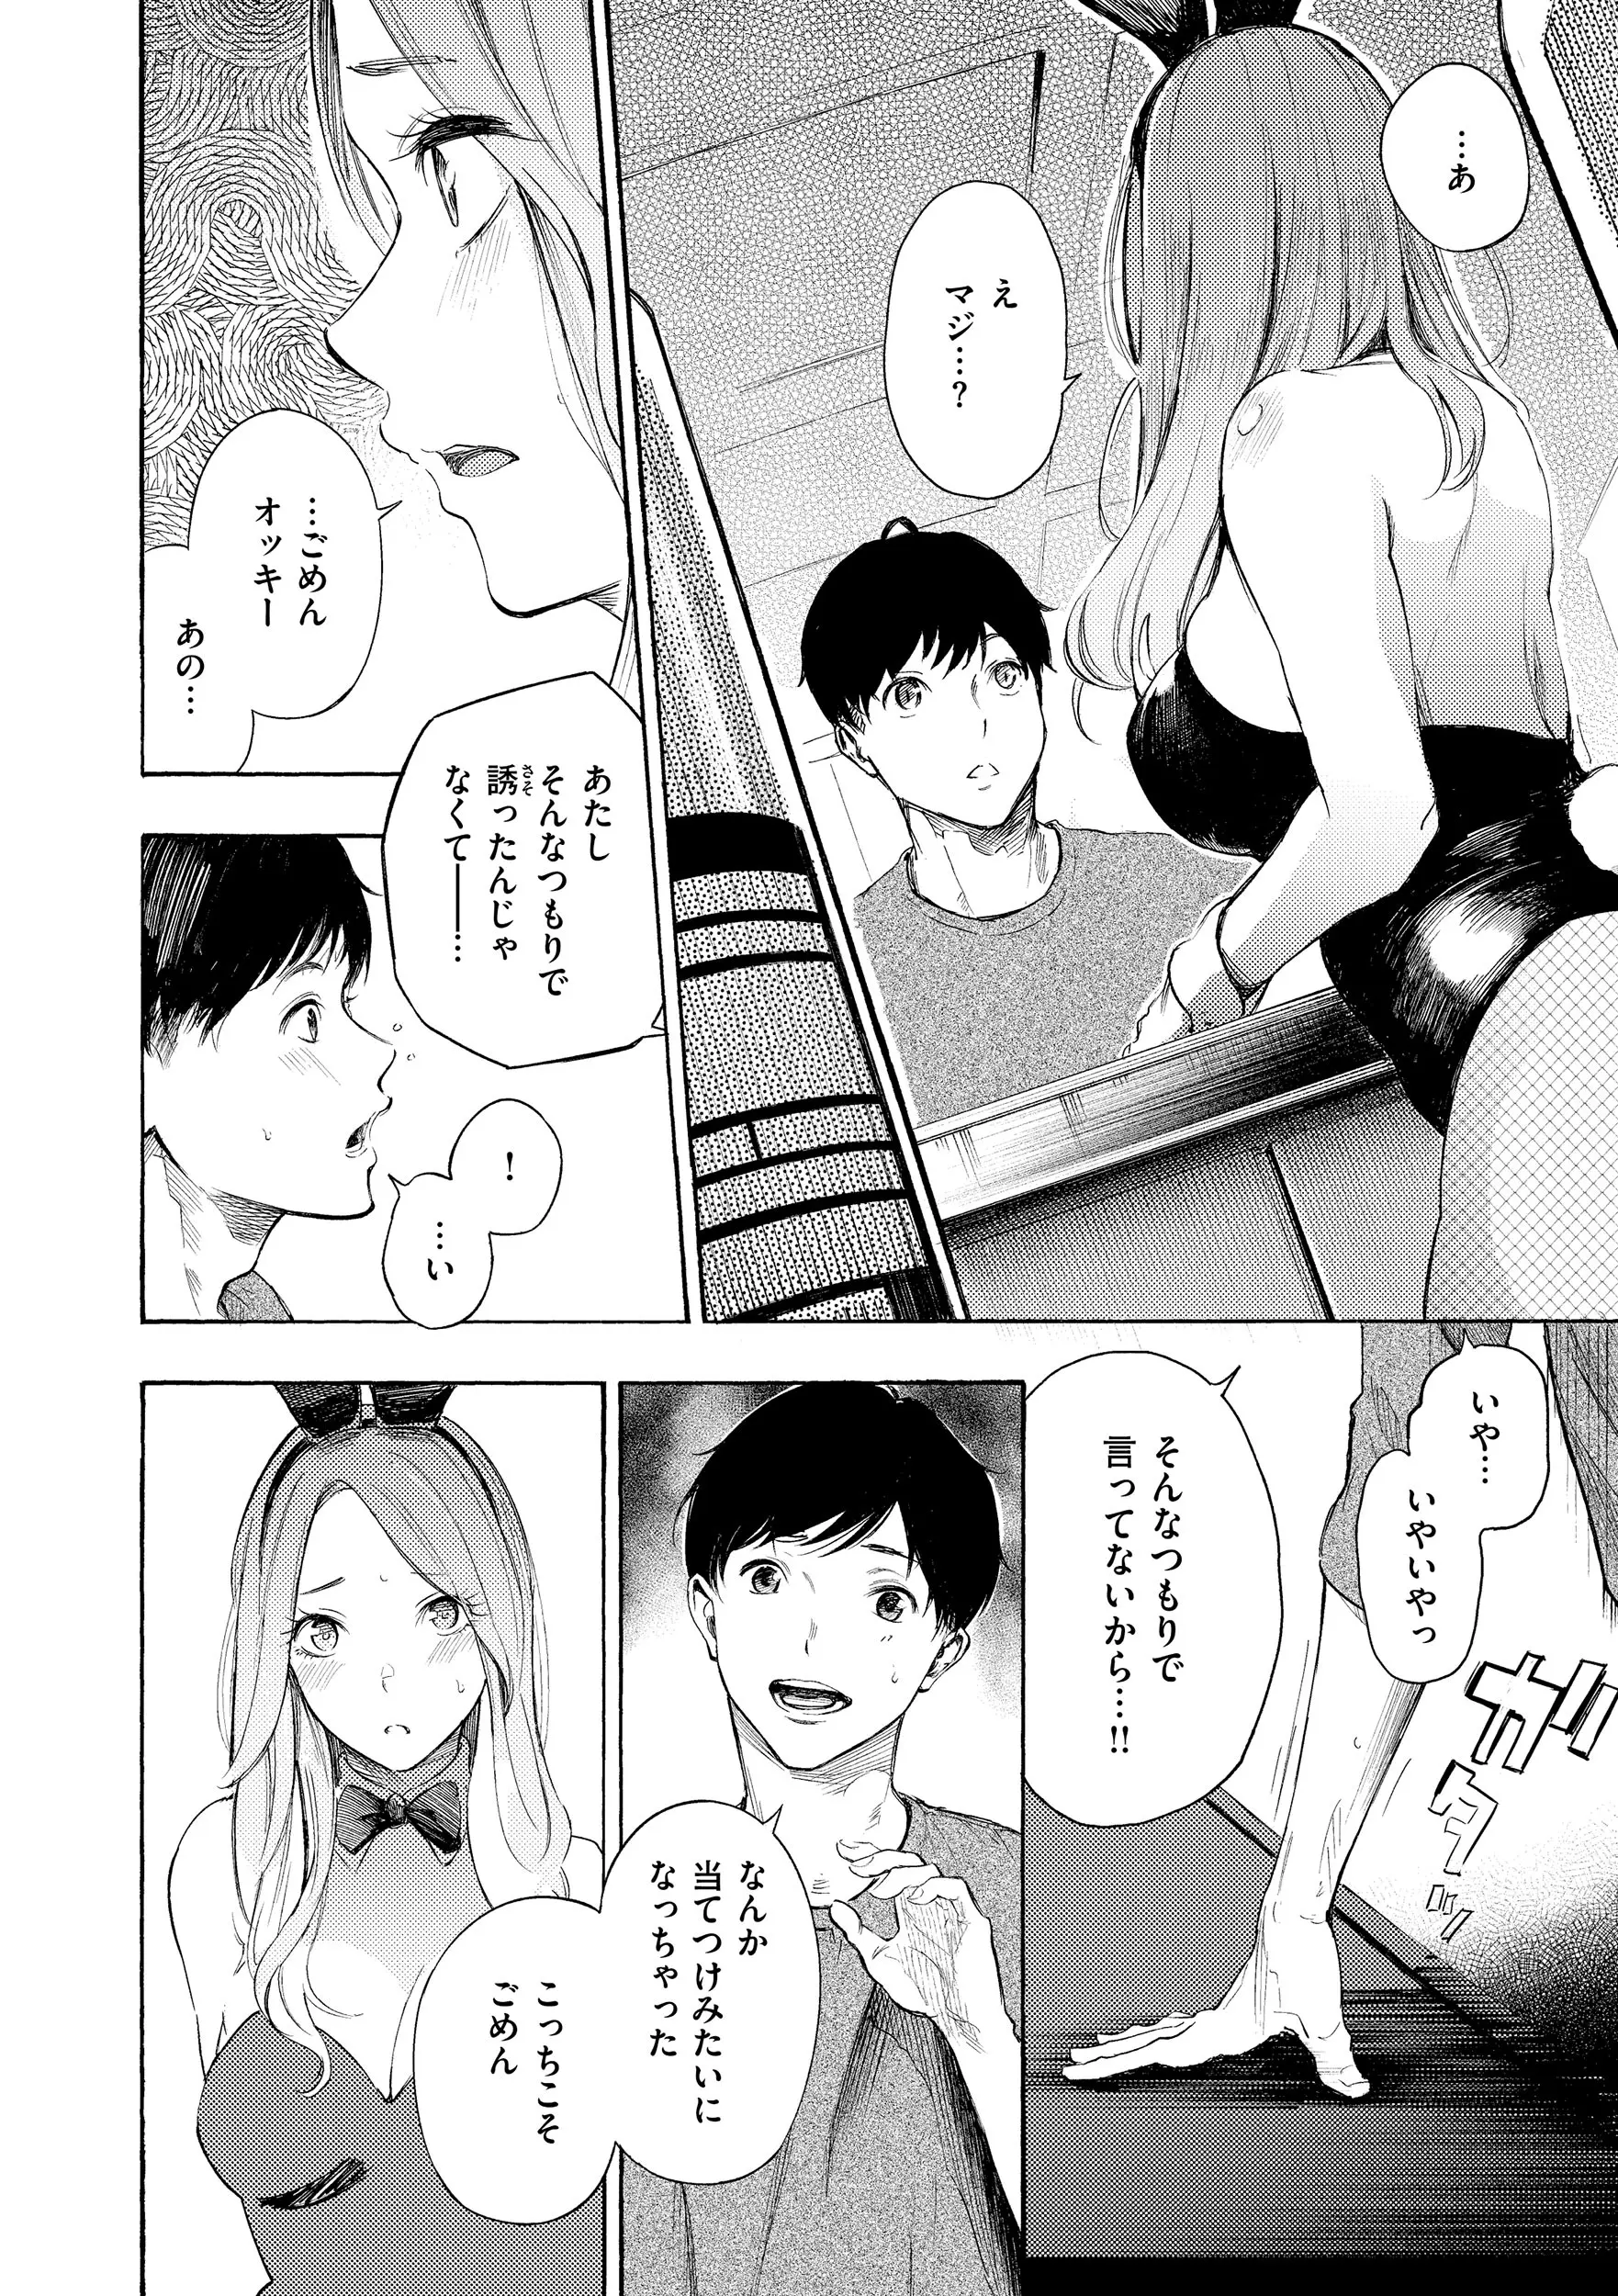 …あ
え
マジ…？
…ごめん
オッキー
あの…
あたし
そんなつもりで
誘ったんじゃ
さそ
なくて――…
！
…い
いや…
いやいやっ
ガタタッ
そんなつもりで
言ってないから…!!
なんか
当てつけみたいに
なっちゃった
こっちこそ
ごめん